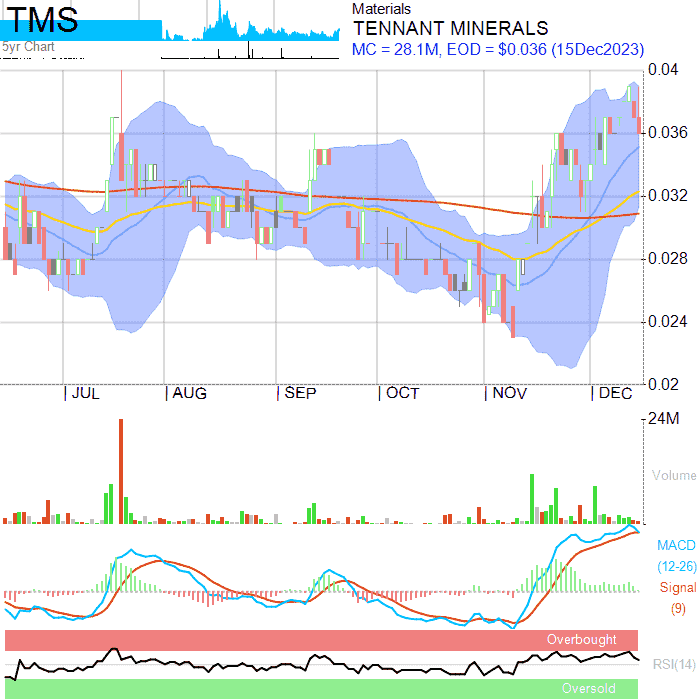 TMS
5yr Chart
Materials
TENNANT MINERALS
MC = 28.1M, EOD = $0.036 (15Dec2023)
0.04
0.036
0.032
0.028
0.024
0.02
JUL AUG SEP OCT NOV DEC
24M
Volume
MACD
(12-26)
Signal
(9)
Overbought
RSI(14)
Oversold